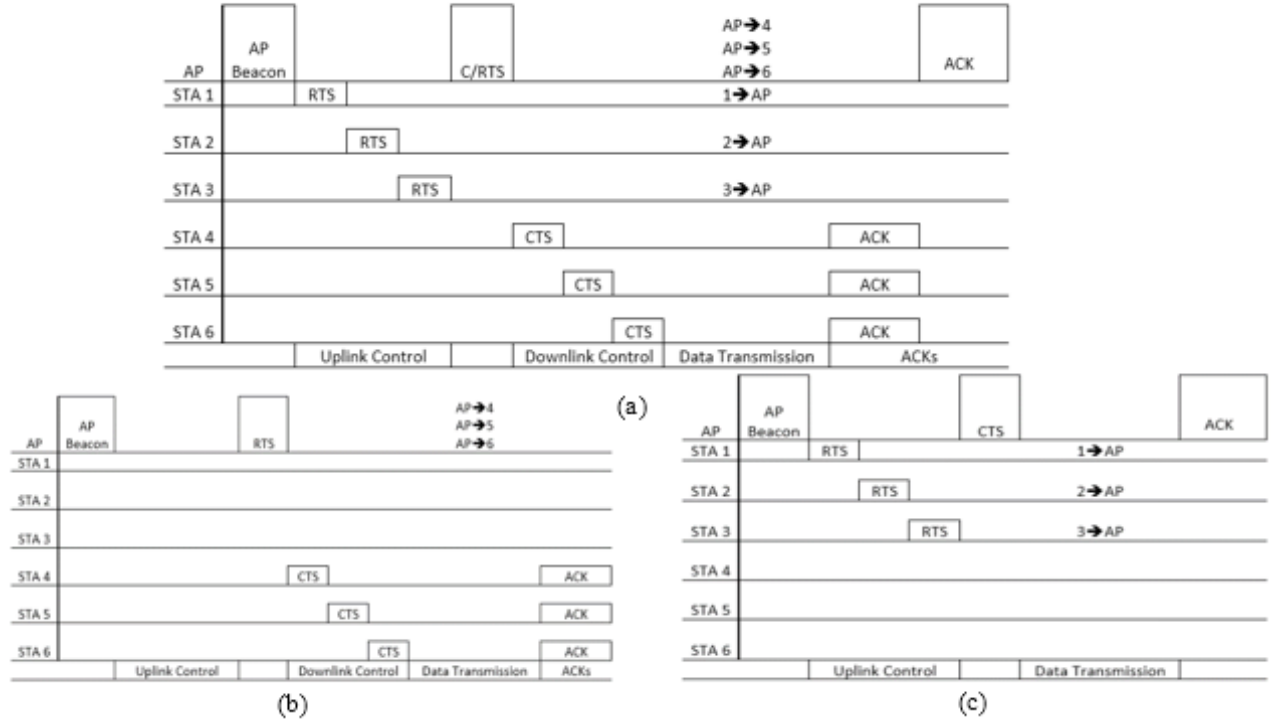 AP➔4
AP➔5
AP➔6
AP
AP
Beacon
C/RTS
ACK
STA 1
RTS
1➔AP
STA 2
RTS
2➔AP
STA 3
RTS
3➔AP
STA 4
CTS
ACK
STA 5
CTS
ACK
STA 6
CTS
ACK
Uplink Control
Downlink Control
Data Transmission
ACKs
(a)
AP➔4
AP➔5
AP➔6
AP
AP
Beacon
RTS
STA 1
STA 2
STA 3
STA 4
CTS
ACK
STA 5
CTS
ACK
STA 6
CTS
ACK
Uplink Control
Downlink Control
Data Transmission
ACKs
(b)
AP
AP
Beacon
CTS
ACK
STA 1
RTS
1➔AP
STA 2
RTS
2➔AP
STA 3
RTS
3➔AP
STA 4
STA 5
STA 6
Uplink Control
Data Transmission
(c)